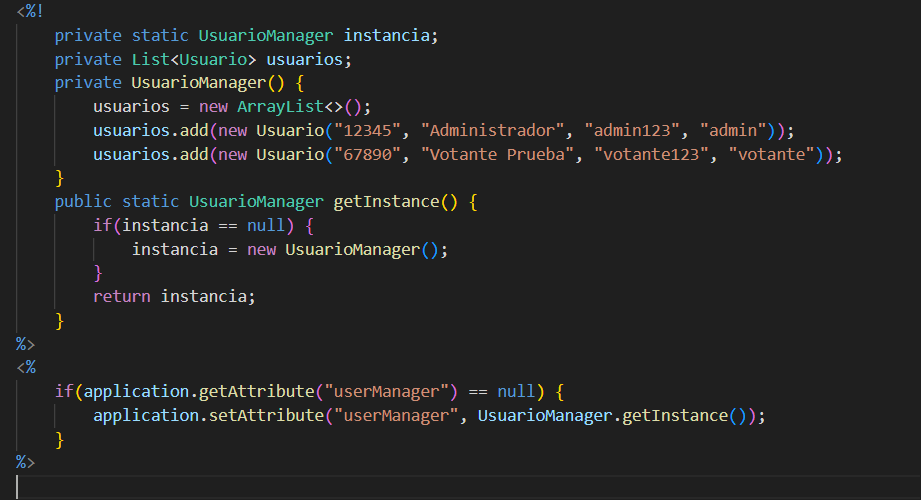 <%!
    private static UsuarioManager instancia;
    private List<Usuario> usuarios;
    private UsuarioManager() {
        usuarios = new ArrayList<>();
        usuarios.add(new Usuario("12345", "Administrador", "admin123", "admin"));
        usuarios.add(new Usuario("67890", "Votante Prueba", "votante123", "votante"));
    }
    public static UsuarioManager getInstance() {
        if(instancia == null) {
            instancia = new UsuarioManager();
        }
        return instancia;
    }
%>
<%
    if(application.getAttribute("userManager") == null) {
        application.setAttribute("userManager", UsuarioManager.getInstance());
    }
%>